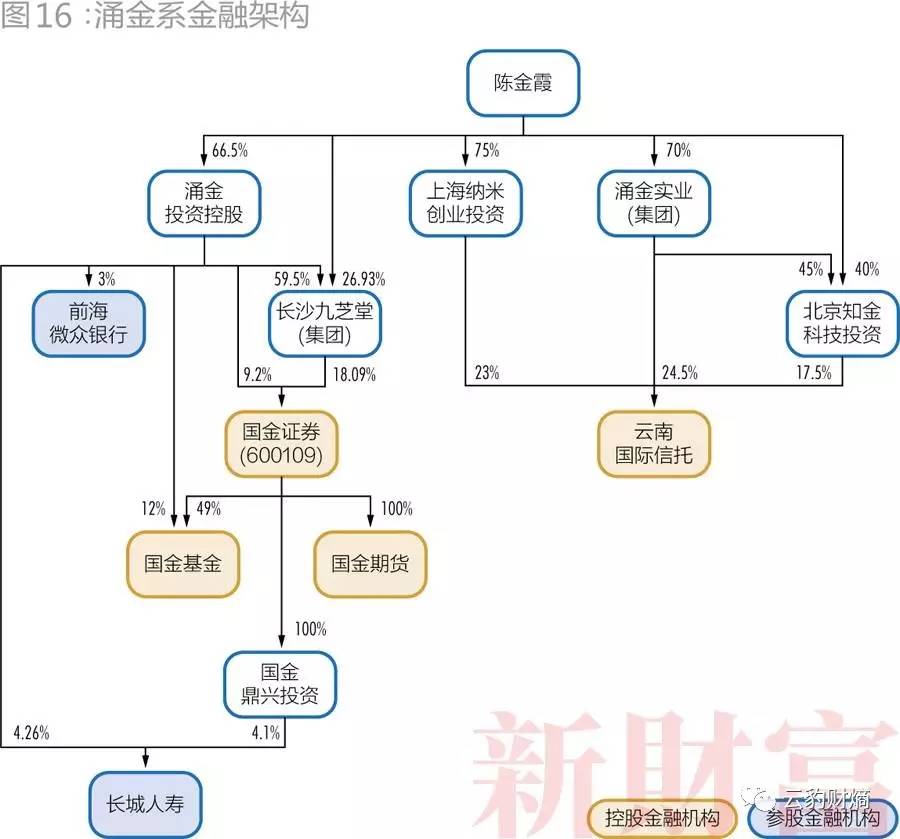 图16:涌金系金融架构
陈金霞
66.5%
75%
70%
涌金
投资控股
上海纳米
创业投资
涌金实业
(集团)
3%
59.5%
26.93%
45%
40%
前海
微众银行
长沙九芝堂
(集团)
北京知金
科技投资
9.2%
18.09%
23%
24.5%
17.5%
国金证券
(600109)
云南
国际信托
12%
49%
100%
国金基金
国金期货
100%
国金
鼎兴投资
4.26%
4.1%
长城人寿
新财富
云豹财熵
控股金融机构
参股金融机构